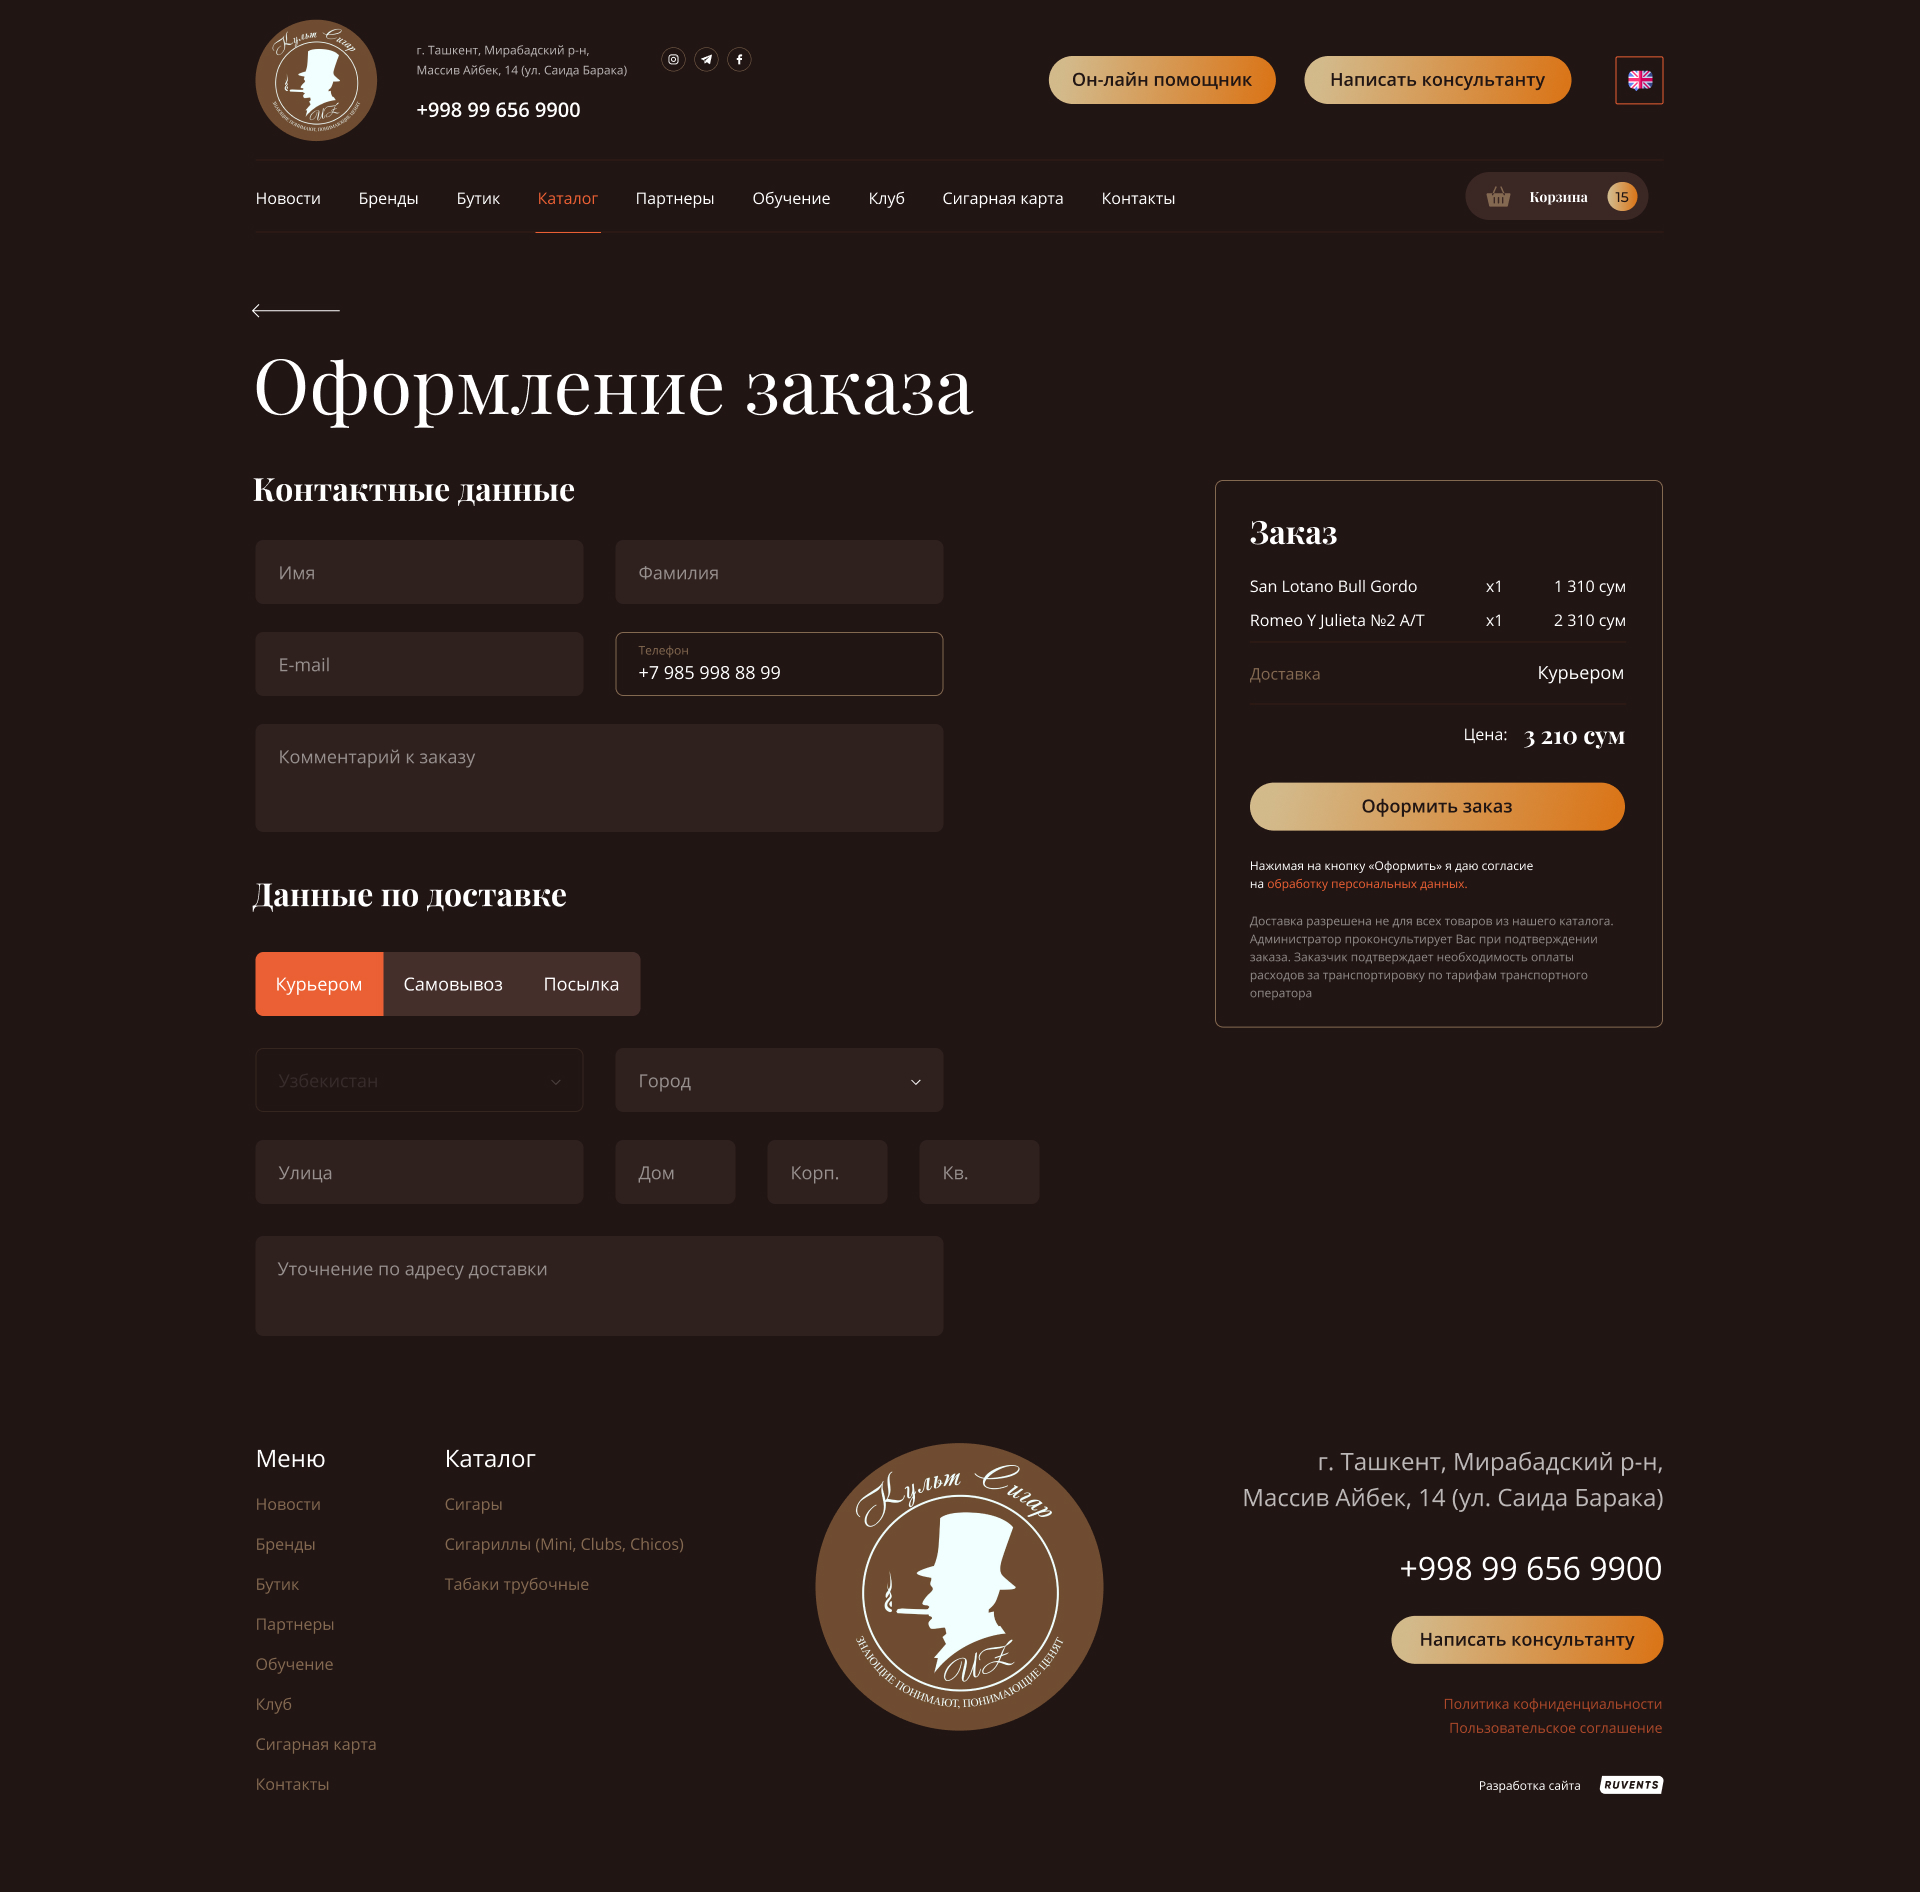 Культ Сигар
UZ
ЗНАЮЩИЕ ПОНИМАЮТ, ПОНИМАЮЩИЕ ЦЕНЯТ
г. Ташкент, Мирабадский р-н,
Массив Айбек, 14 (ул. Саида Барака)
+998 99 656 9900
Он-лайн помощник
Написать консультанту
Новости Бренды Бутик Каталог Партнеры Обучение Клуб Сигарная карта Контакты
Корзина 15
Оформление заказа
Контактные данные
Имя
Фамилия
E-mail
Телефон
+7 985 998 88 99
Комментарий к заказу
Данные по доставке
Курьером Самовывоз Посылка
Узбекистан
Город
Улица
Дом
Корп.
Кв.
Уточнение по адресу доставки
Заказ
San Lotano Bull Gordo x1 1 310 сум
Romeo Y Julieta №2 A/T x1 2 310 сум
Доставка Курьером
Цена: 3 210 сум
Оформить заказ
Нажимая на кнопку «Оформить» я даю согласие
на обработку персональных данных.
Доставка разрешена не для всех товаров из нашего каталога.
Администратор проконсультирует Вас при подтверждении
заказа. Заказчик подтверждает необходимость оплаты
расходов за транспортировку по тарифам транспортного
оператора
Меню
Новости
Бренды
Бутик
Партнеры
Обучение
Клуб
Сигарная карта
Контакты
Каталог
Сигары
Сигариллы (Mini, Clubs, Chicos)
Табаки трубочные
Культ Сигар
UZ
ЗНАЮЩИЕ ПОНИМАЮТ, ПОНИМАЮЩИЕ ЦЕНЯТ
г. Ташкент, Мирабадский р-н,
Массив Айбек, 14 (ул. Саида Барака)
+998 99 656 9900
Написать консультанту
Политика кофниденциальности
Пользовательское соглашение
Разработка сайта RUVENTS